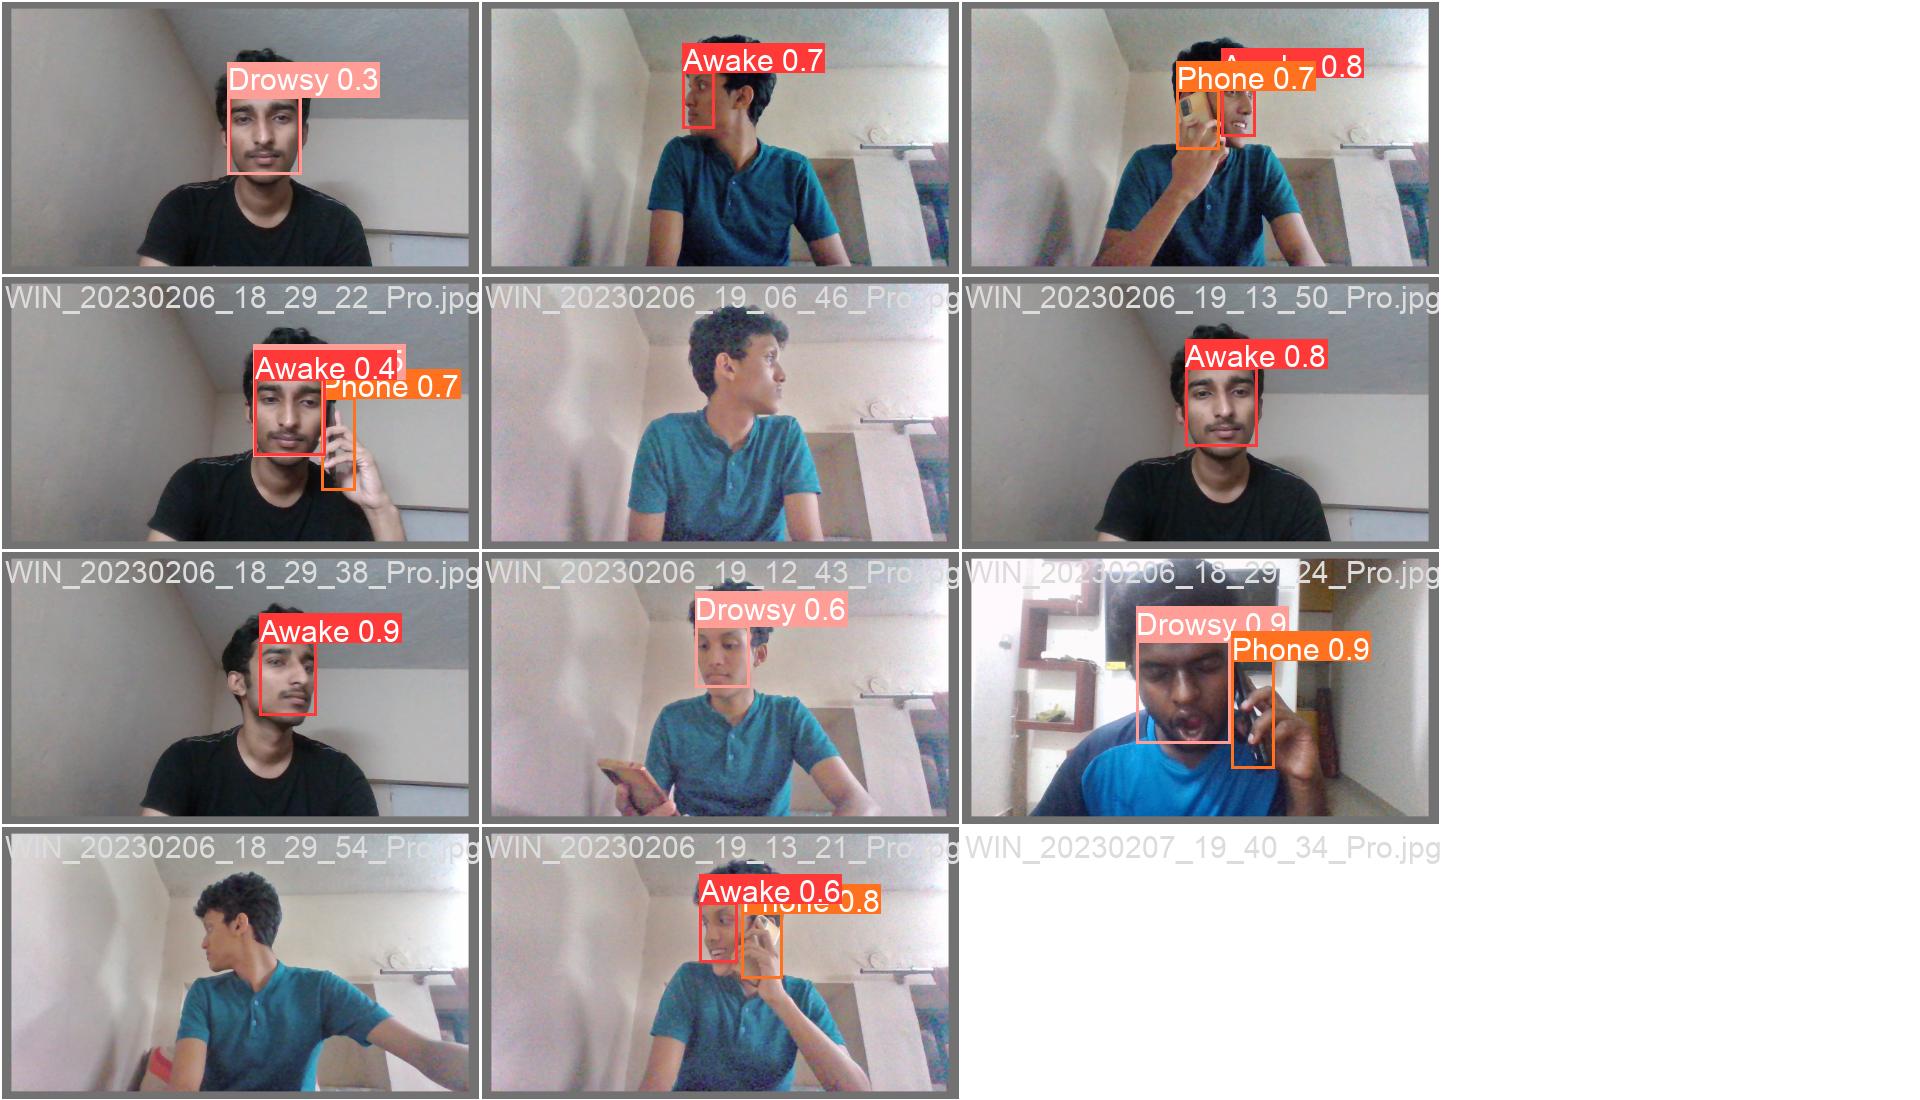 Drowsy 0.3
Awake 0.7
0.8
Phone 0.7
WIN_20230206_18_29_22_Pro.jpg
WIN_20230206_19_06_46_Pro.jpg
WIN_20230206_19_13_50_Pro.jpg
Awake 0.4
Phone 0.7
Awake 0.8
WIN_20230206_18_29_38_Pro.jpg
WIN_20230206_19_12_43_Pro.jpg
WIN_20230206_18_29_24_Pro.jpg
Awake 0.9
Drowsy 0.6
Drowsy 0.9
Phone 0.9
WIN_20230206_18_29_54_Pro.jpg
WIN_20230206_19_13_21_Pro.jpg
WIN_20230207_19_40_34_Pro.jpg
Awake 0.6
Phone 0.8